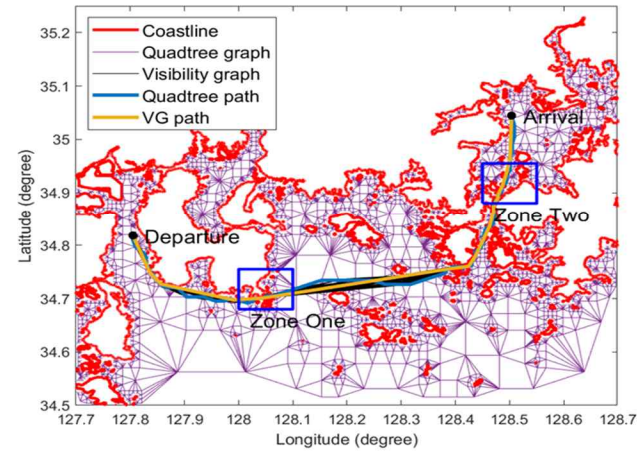 35.2
35.1
35
34.9
34.8
34.7
34.6
34.5
Latitude (degree)
Coastline
Quadtree graph
Visibility graph
Quadtree path
VG path
Arrival
Zone Two
Departure
Zone One
127.7 127.8 127.9 128 128.1 128.2 128.3 128.4 128.5 128.6 128.7
Longitude (degree)